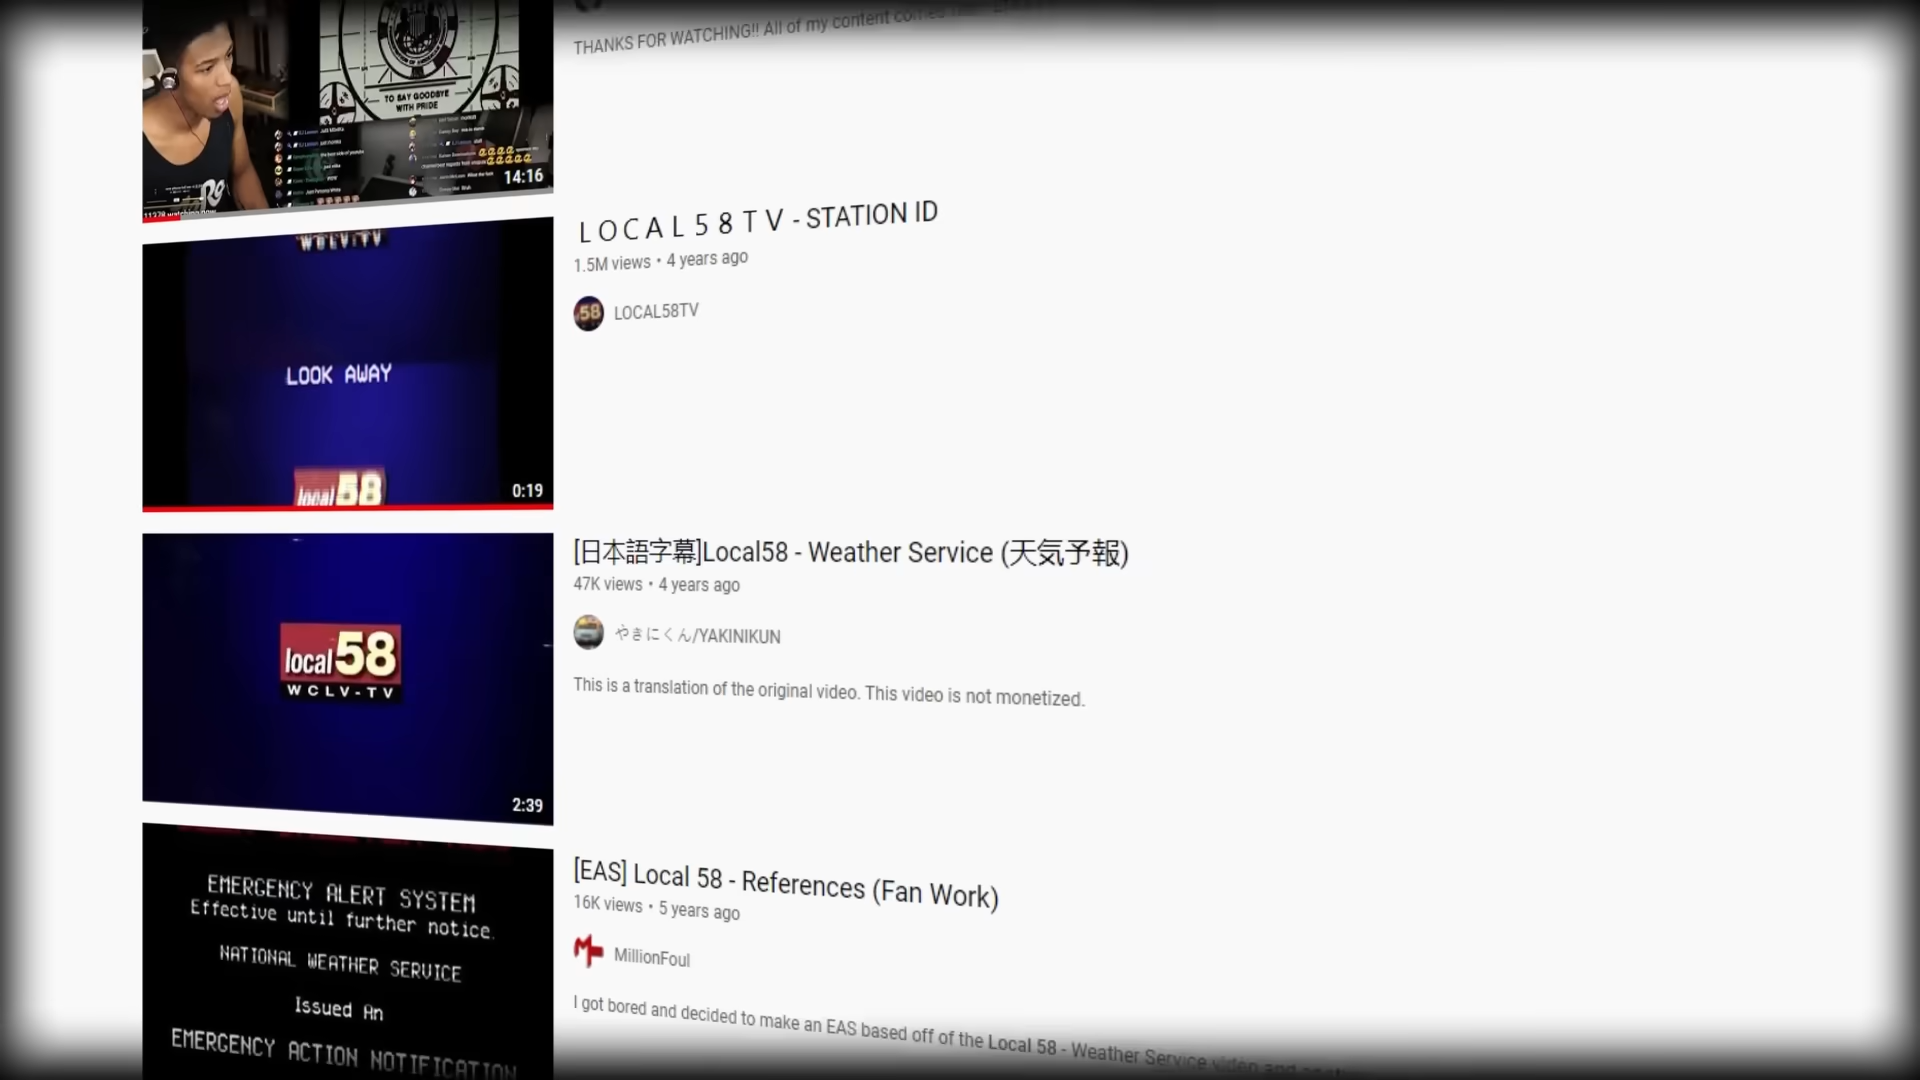 THANKS FOR WATCHING!! All of my content
TO SAY GOODBYE
WITH PRIDE
14:16
11378 watching now
WCLV-TV
LOOK AWAY
local 58
0:19
LOCAL58TV - STATION ID
1.5M views • 4 years ago
58
LOCAL58TV
local 58
WCLV-TV
2:39
[日本語字幕]Local58 - Weather Service (天気予報)
47K views • 4 years ago
やきにくん/YAKINIKUN
This is a translation of the original video. This video is not monetized.
EMERGENCY ALERT SYSTEM
Effective until further notice.
NATIONAL WEATHER SERVICE
Issued An
EMERGENCY ACTION NOTIFICATION
[EAS] Local 58 - References (Fan Work)
16K views • 5 years ago
MillionFoul
I got bored and decided to make an EAS based off of the Local 58 - Weather Service video and